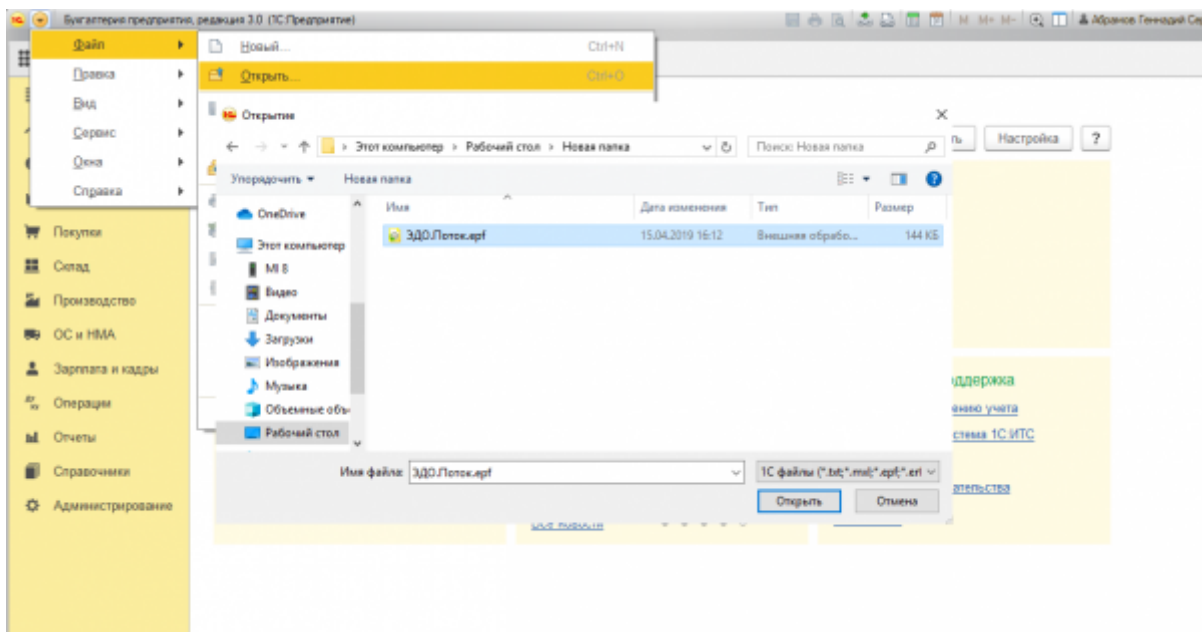 Бухгалтерия предприятия, редакция 3.0 (1С:Предприятие)
M M+ M-
Абрамов Геннадий Сер
Файл
Новый... Ctrl+N
Правка
Открыть... Ctrl+O
Вид
Сервис
Окна
Справка
Открытие
Этот компьютер › Рабочий стол › Новая папка
Поиск: Новая папка
ь
Настройка ?
Упорядочить
Новая папка
Имя Дата изменения Тип Размер
OneDrive
ЭДО.Поток.epf 15.04.2019 16:12 Внешняя обрабо... 144 КБ
Этот компьютер
MI 8
Видео
Документы
Загрузки
Изображения
Музыка
Объемные объ
Рабочий стол
Имя файла: ЭДО.Поток.epf
1С файлы (*.txt;*.mxl;*.epf;*.erf
Открыть Отмена
Покупки
Склад
Производство
ОС и НМА
Зарплата и кадры
Операции
Отчеты
Справочники
Администрирование
оддержка
ению учета
стема 1С:ИТС
ательства
Все новости